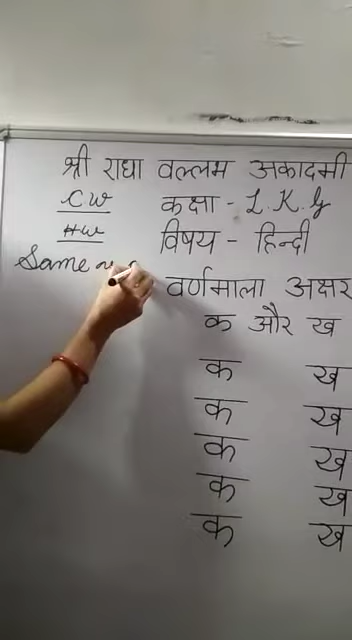 श्री राधा वल्लभ अकादमी
CW कक्षा - L.K.G
HW विषय - हिन्दी
Same
वर्णमाला अक्षर
क और ख
क ख
क ख
क ख
क ख
क ख